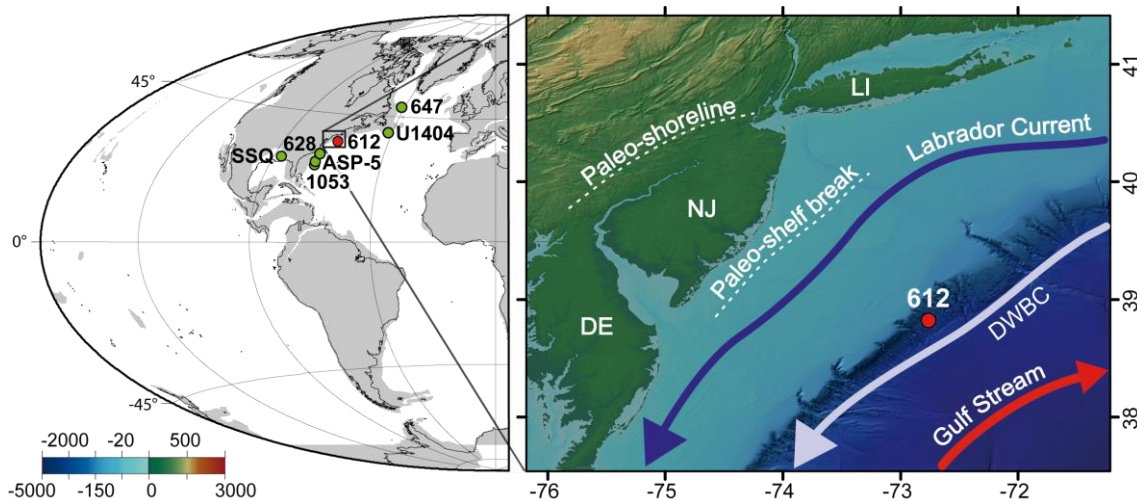 45°
0°
-45°
647
U1404
612
628
SSQ
ASP-5
1053
-2000 -20 500
-5000 -150 0 3000
Paleo-shoreline
LI
Labrador Current
NJ
Paleo-shelf break
DE
612
DWBC
Gulf Stream
41
40
39
38
-76 -75 -74 -73 -72